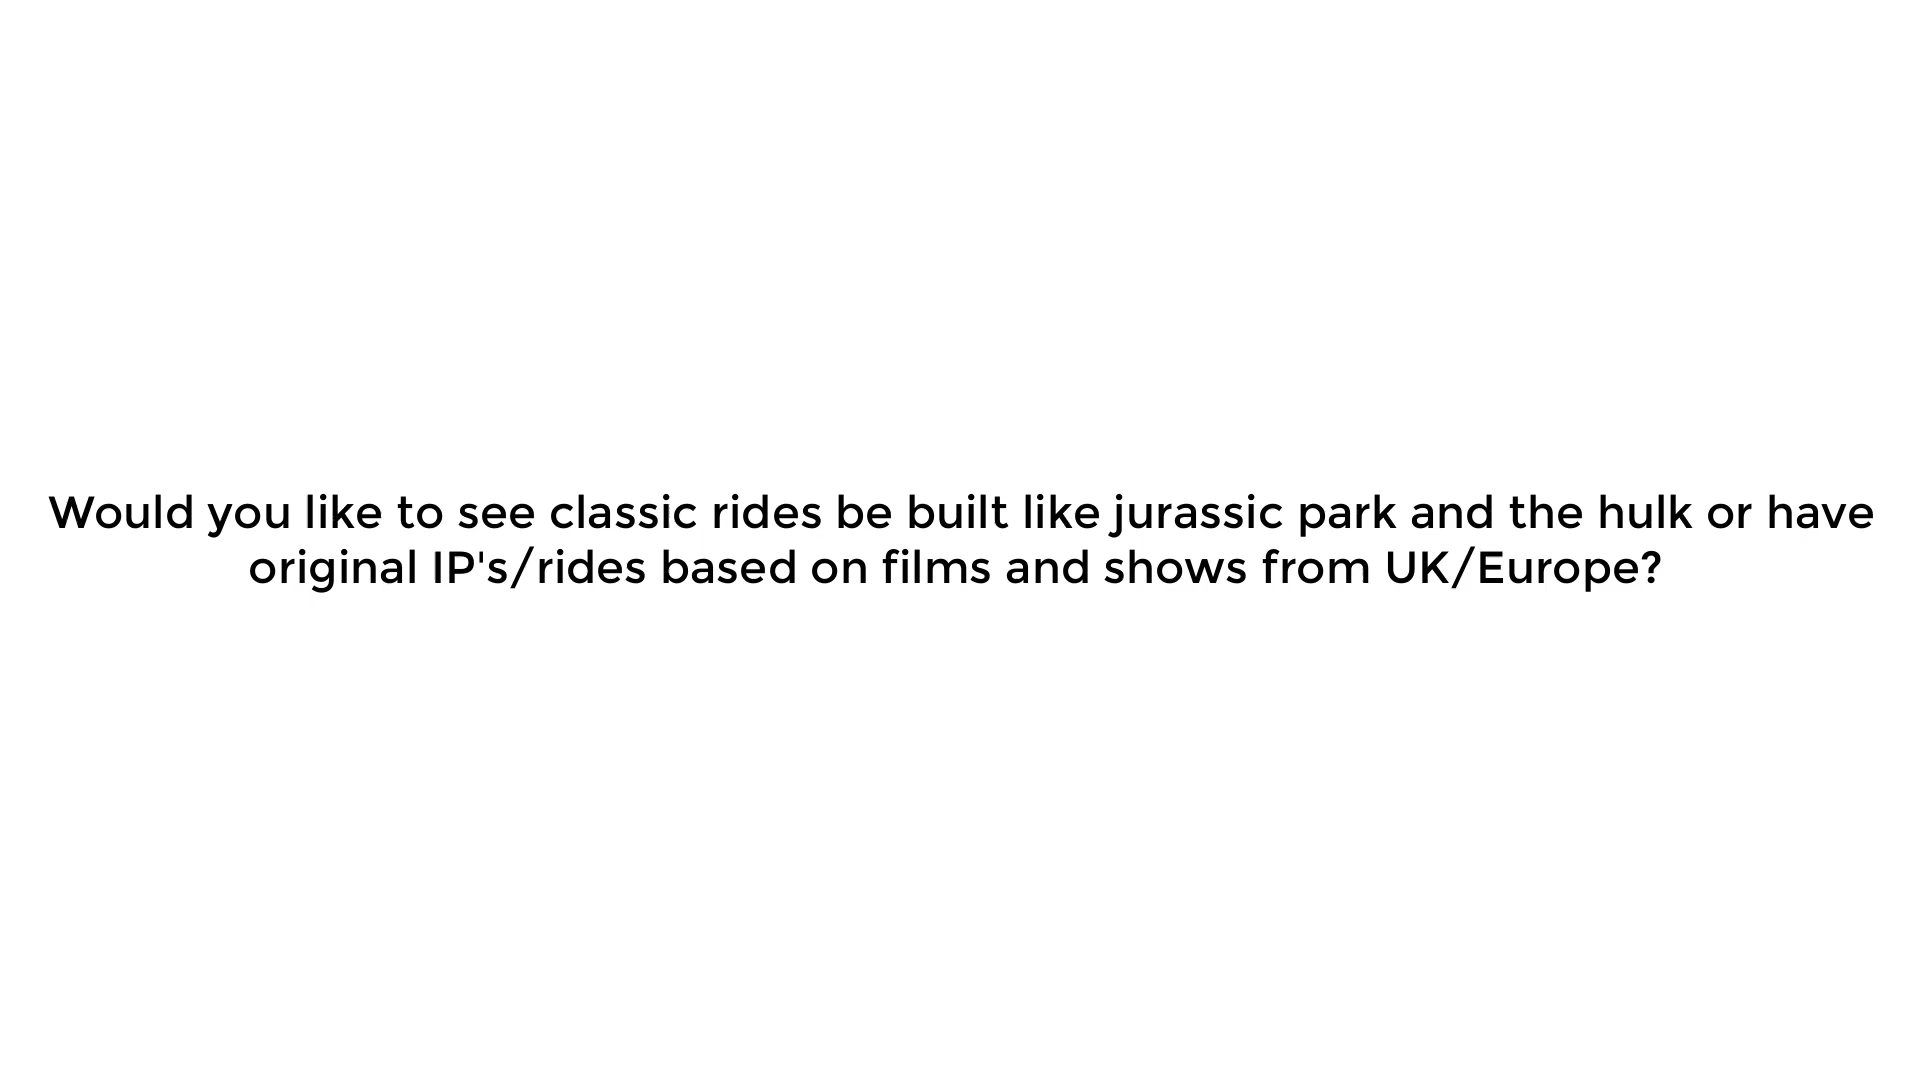 Would you like to see classic rides be built like jurassic park and the hulk or have
original IP's/rides based on films and shows from UK/Europe?